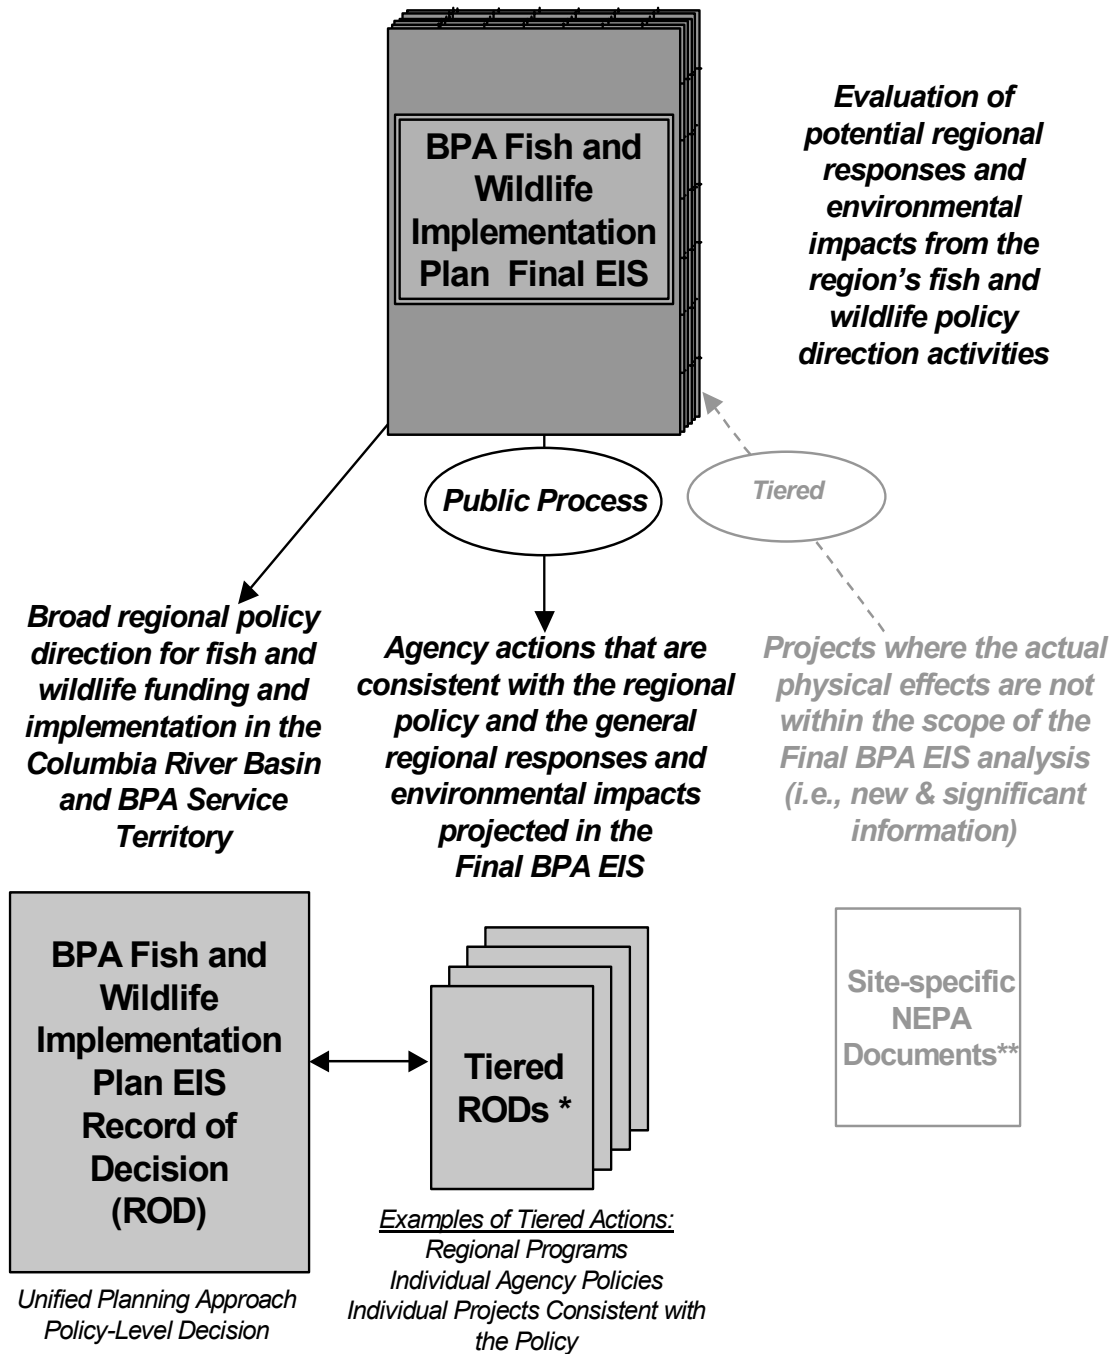 BPA Fish and
Wildlife
Implementation
Plan  Final EIS
Evaluation of
potential regional
responses and
environmental
impacts from the
region’s fish and
wildlife policy
direction activities
Public Process
Tiered
Broad regional policy
direction for fish and
wildlife funding and
implementation in the
Columbia River Basin
and BPA Service
Territory
Agency actions that are
consistent with the regional
policy and the general
regional responses and
environmental impacts
projected in the
Final BPA EIS
Projects where the actual
physical effects are not
within the scope of the
Final BPA EIS analysis
(i.e., new & significant
information)
BPA Fish and
Wildlife
Implementation
Plan EIS
Record of
Decision
(ROD)
Unified Planning Approach
Policy-Level Decision
Tiered
RODs *
Examples of Tiered Actions:
Regional Programs
Individual Agency Policies
Individual Projects Consistent with
the Policy
Site-specific
NEPA
Documents**